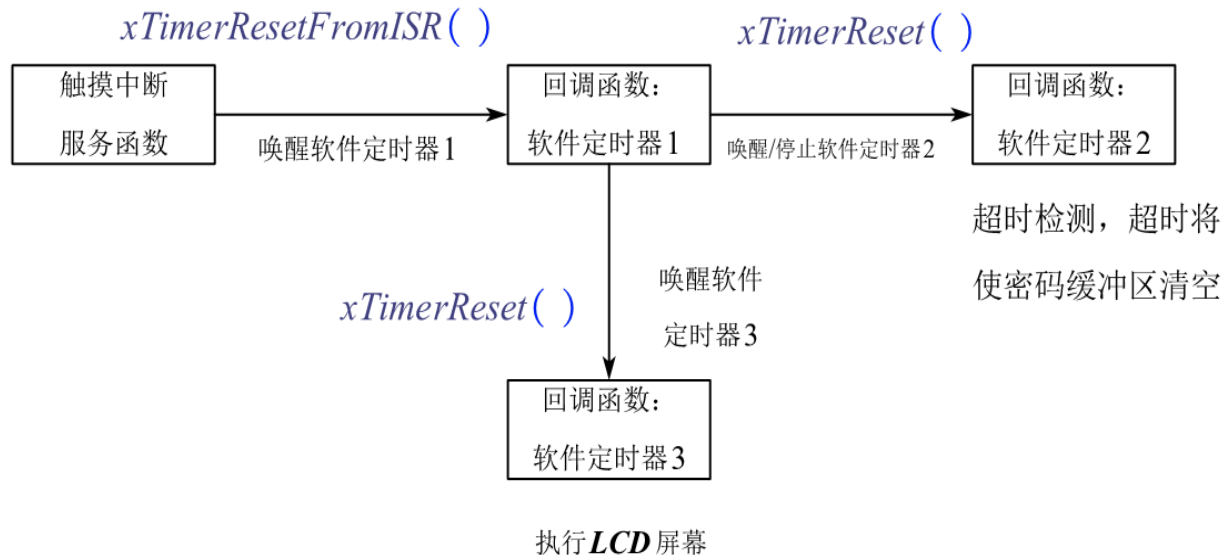 xTimerResetFromISR( )
xTimerReset( )
触摸中断
服务函数
唤醒软件定时器1
回调函数：
软件定时器1
唤醒/停止软件定时器2
回调函数：
软件定时器2
超时检测，超时将
使密码缓冲区清空
xTimerReset( )
唤醒软件
定时器3
回调函数：
软件定时器3
执行LCD屏幕